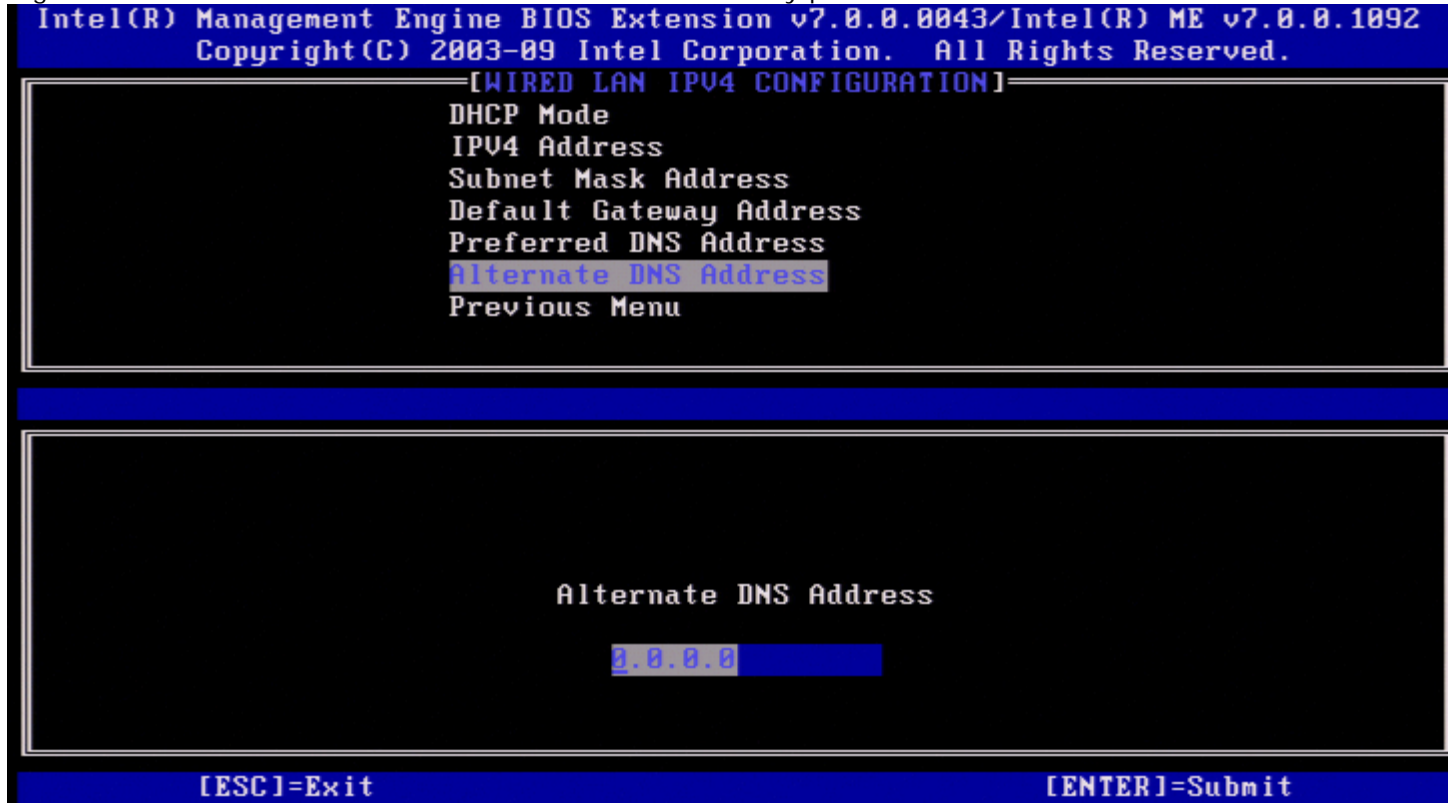 Intel(R) Management Engine BIOS Extension v7.0.0.0043/Intel(R) ME v7.0.0.1092
Copyright(C) 2003-09 Intel Corporation. All Rights Reserved.
[WIRED LAN IPV4 CONFIGURATION]
DHCP Mode
IPV4 Address
Subnet Mask Address
Default Gateway Address
Preferred DNS Address
Alternate DNS Address
Previous Menu
Alternate DNS Address
0.0.0.0
[ESC]=Exit [ENTER]=Submit